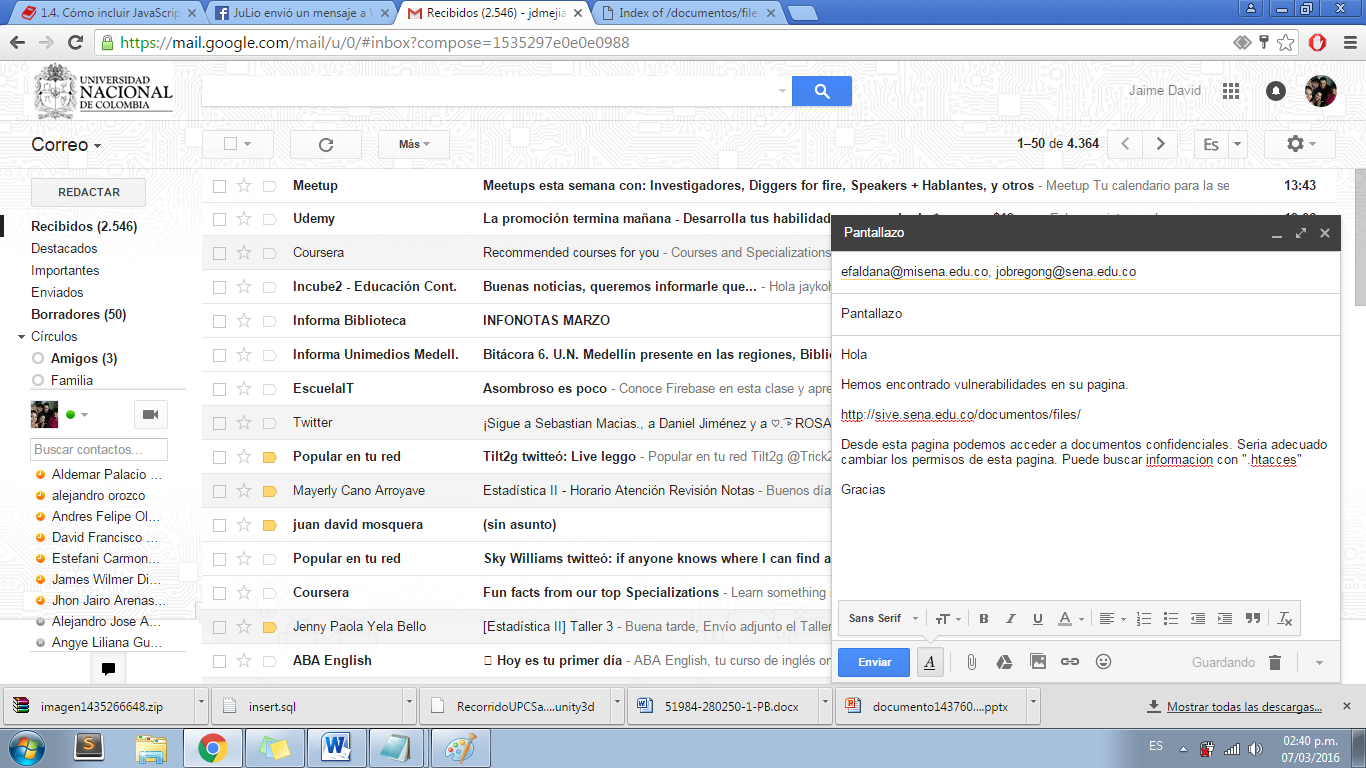 1.4. Cómo incluir JavaScrip
JuLio envió un mensaje a
Recibidos (2.546) - jdmejia
Index of /documentos/file
https://mail.google.com/mail/u/0/#inbox?compose=1535297e0e0e0988
UNIVERSIDAD
NACIONAL
DE COLOMBIA
Jaime David
Correo
Más
1–50 de 4.364
Es
REDACTAR
Recibidos (2.546)
Destacados
Importantes
Enviados
Borradores (50)
Círculos
Amigos (3)
Familia
Buscar contactos...
Aldemar Palacio ...
alejandro orozco
Andres Felipe Ol...
David Francisco ...
Estefani Carmon...
James Wilmer Di...
Jhon Jairo Arenas...
Alejandro Jose A...
Angye Liliana Gu...
Meetup Meetups esta semana con: Investigadores, Diggers for fire, Speakers + Hablantes, y otros - Meetup Tu calendario para la se 13:43
Udemy La promoción termina mañana - Desarrolla tus habilidad
Coursera Recommended courses for you - Courses and Specializations
Incube2 - Educación Cont. Buenas noticias, queremos informarle que... - Hola jaykoh
Informa Biblioteca INFONOTAS MARZO
Informa Unimedios Medell. Bitácora 6. U.N. Medellín presente en las regiones, Biblio
EscuelaIT Asombroso es poco - Conoce Firebase en esta clase y apre
Twitter ¡Sigue a Sebastian Macias., a Daniel Jiménez y a ROSA
Popular en tu red Tilt2g twitteó: Live leggo - Popular en tu red Tilt2g @Trick2
Mayerly Cano Arroyave Estadística II - Horario Atención Revisión Notas - Buenos día
juan david mosquera (sin asunto)
Popular en tu red Sky Williams twitteó: if anyone knows where I can find a
Coursera Fun facts from our top Specializations - Learn something
Jenny Paola Yela Bello [Estadística II] Taller 3 - Buena tarde, Envío adjunto el Taller
ABA English Hoy es tu primer día - ABA English, tu curso de inglés on
Pantallazo
efaldana@misena.edu.co, jobregong@sena.edu.co
Pantallazo
Hola
Hemos encontrado vulnerabilidades en su pagina.
http://sive.sena.edu.co/documentos/files/
Desde esta pagina podemos acceder a documentos confidenciales. Seria adecuado
cambiar los permisos de esta pagina. Puede buscar informacion con ".htacces"
Gracias
Sans Serif
Enviar
Guardando
imagen1435266648.zip
insert.sql
RecorridoUPCSa....unity3d
51984-280250-1-PB.docx
documento143760....pptx
Mostrar todas las descargas...
ES
02:40 p.m.
07/03/2016